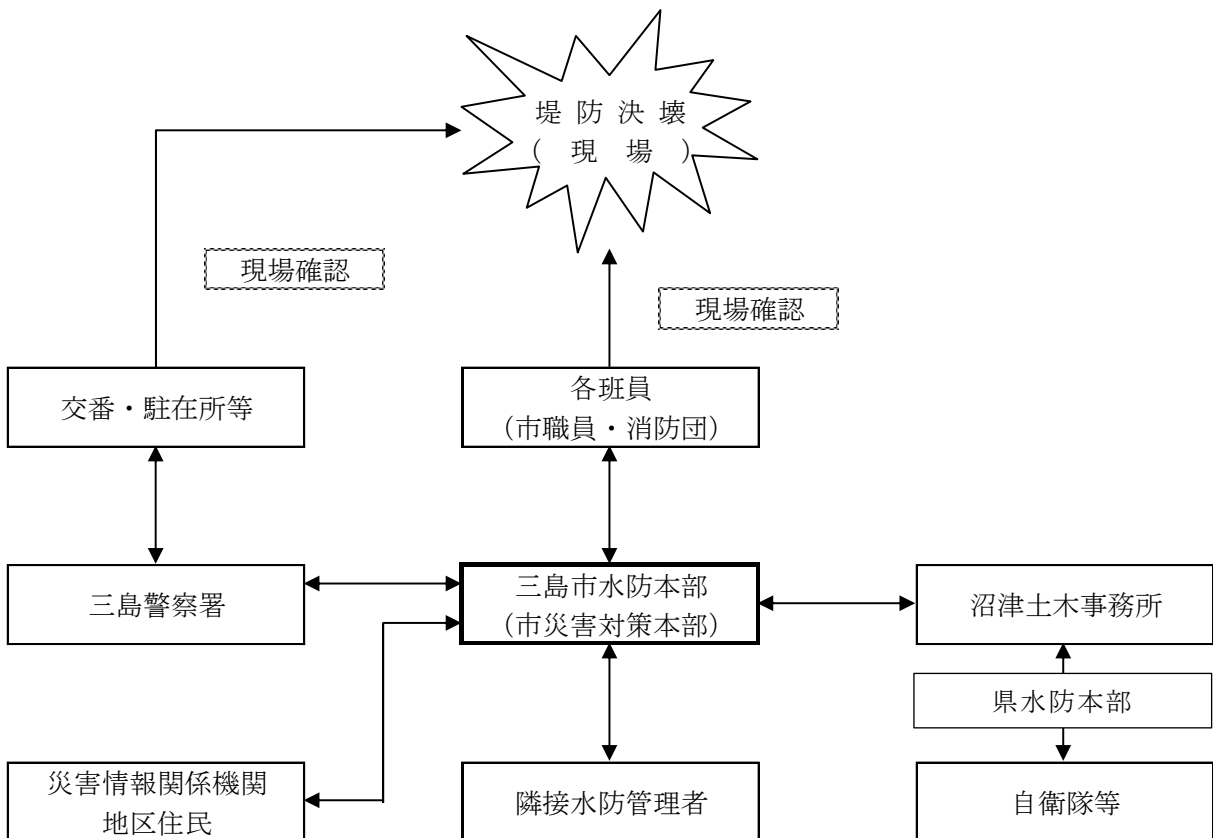 堤防決壊
(現場)
現場確認
現場確認
交番・駐在所等
各班員
(市職員・消防団)
三島警察署
三島市水防本部
(市災害対策本部)
沼津土木事務所
県水防本部
災害情報関係機関
地区住民
隣接水防管理者
自衛隊等